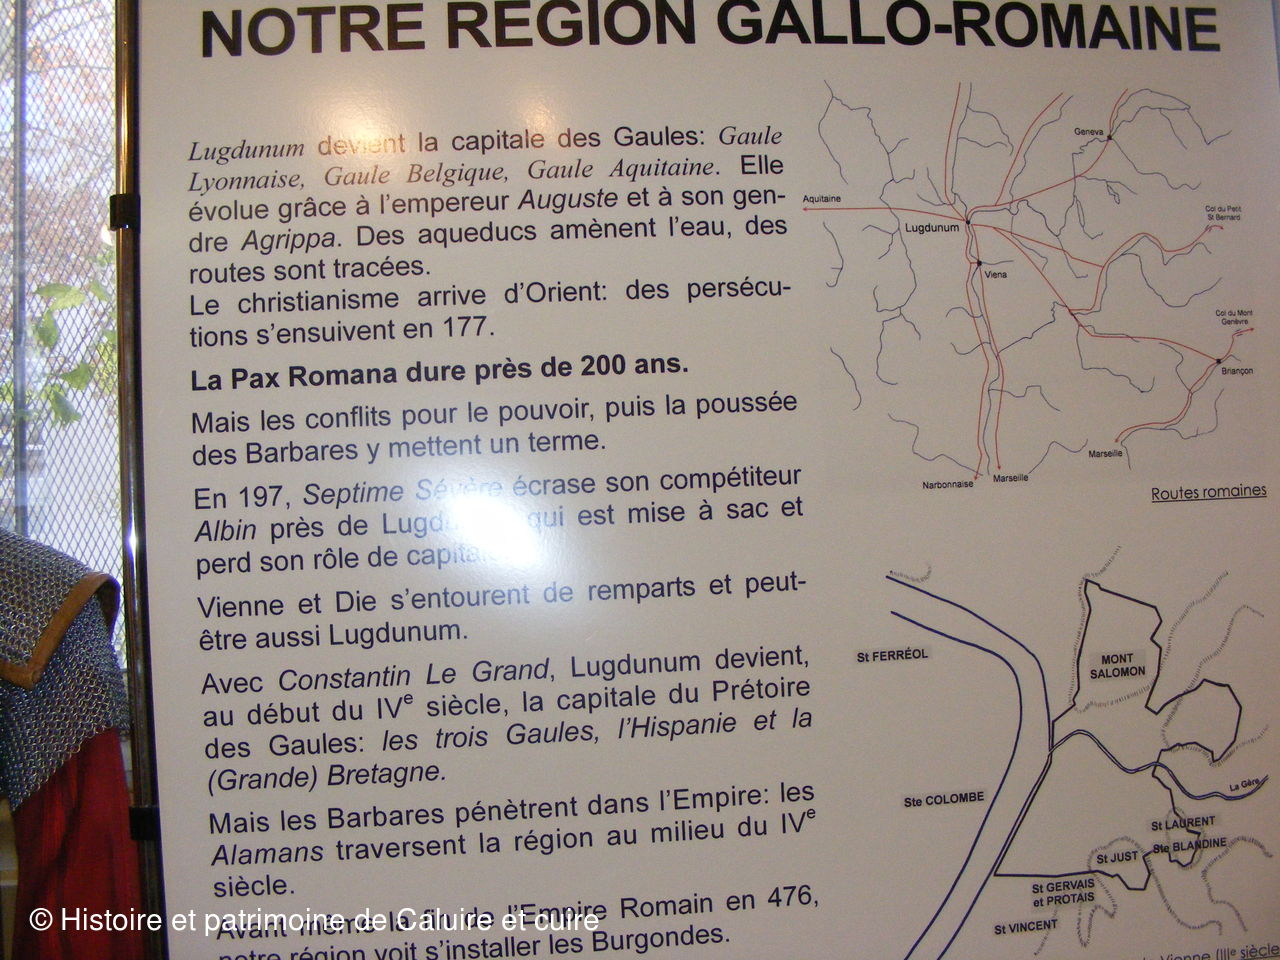 NOTRE REGION GALLO-ROMAINE
Lugdunum devient la capitale des Gaules: Gaule
Lyonnaise, Gaule Belgique, Gaule Aquitaine. Elle
évolue grâce à l'empereur Auguste et à son gen-
dre Agrippa. Des aqueducs amènent l'eau, des
routes sont tracées.
Le christianisme arrive d'Orient: des persécu-
tions s'ensuivent en 177.
La Pax Romana dure près de 200 ans.
Mais les conflits pour le pouvoir, puis la poussée
des Barbares y mettent un terme.
En 197, Septime Sévère écrase son compétiteur
Albin près de qui est mise à sac et
perd son rôle de
Vienne et Die s'entourent de remparts et peut-
être aussi Lugdunum.
Avec Constantin Le Grand, Lugdunum devient,
au début du IVe siècle, la capitale du Prétoire
des Gaules: les trois Gaules, l'Hispanie et la
(Grande) Bretagne.
Mais les Barbares pénètrent dans l'Empire: les
Alamans traversent la région au milieu du IVe
siècle.
Avant même la fin de l'Empire Romain en 476,
notre région voit s'installer les Burgondes.
Geneva
Aquitaine
Col du Petit
St Bernard
Lugdunum
Viena
Col du Mont
Genèvre
Briançon
Marseille
Narbonnaise
Marseille
Routes romaines
St FERRÉOL
MONT
SALOMON
La Gère
Ste COLOMBE
St LAURENT
Ste BLANDINE
St JUST
St GERVAIS
et PROTAIS
St VINCENT
Vienne (IIIe siècle
© Histoire et patrimoine de Caluire et cuire